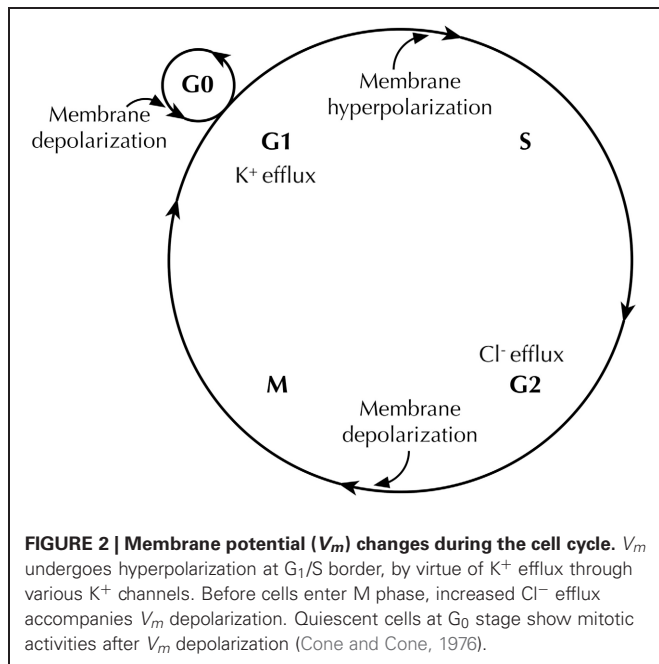 G0
Membrane
depolarization
Membrane
hyperpolarization
G1
K⁺ efflux
S
Cl⁻ efflux
G2
M
Membrane
depolarization
FIGURE 2 | Membrane potential (Vₘ) changes during the cell cycle. Vₘ
undergoes hyperpolarization at G₁/S border, by virtue of K⁺ efflux through
various K⁺ channels. Before cells enter M phase, increased Cl⁻ efflux
accompanies Vₘ depolarization. Quiescent cells at G₀ stage show mitotic
activities after Vₘ depolarization (Cone and Cone, 1976).